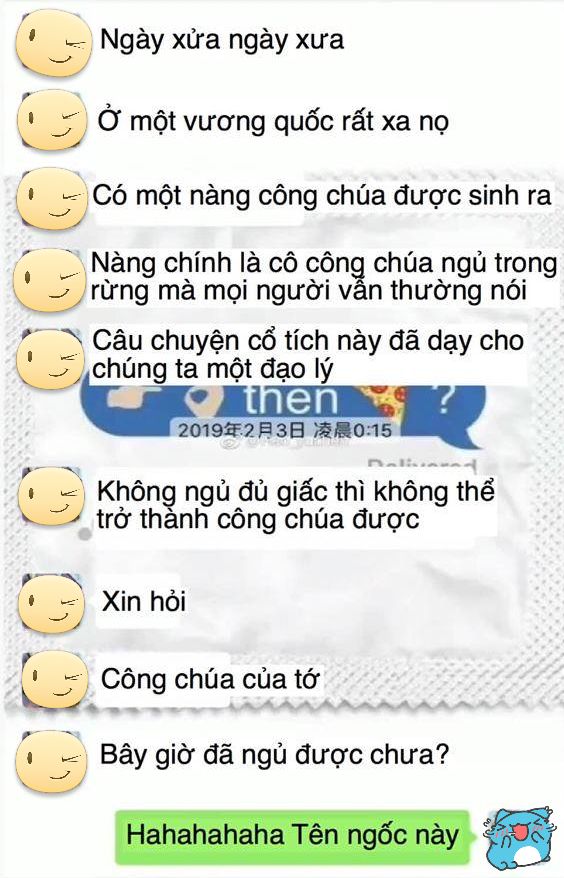 Ngày xửa ngày xưa
Ở một vương quốc rất xa nọ
Có một nàng công chúa được sinh ra
Nàng chính là cô công chúa ngủ trong
rừng mà mọi người vẫn thường nói
Câu chuyện cổ tích này đã dạy cho
chúng ta một đạo lý
then ?
2019年2月3日 凌晨0:15
Delivered
Không ngủ đủ giấc thì không thể
trở thành công chúa được
Xin hỏi
Công chúa của tớ
Bây giờ đã ngủ được chưa?
Hahahahaha Tên ngốc này